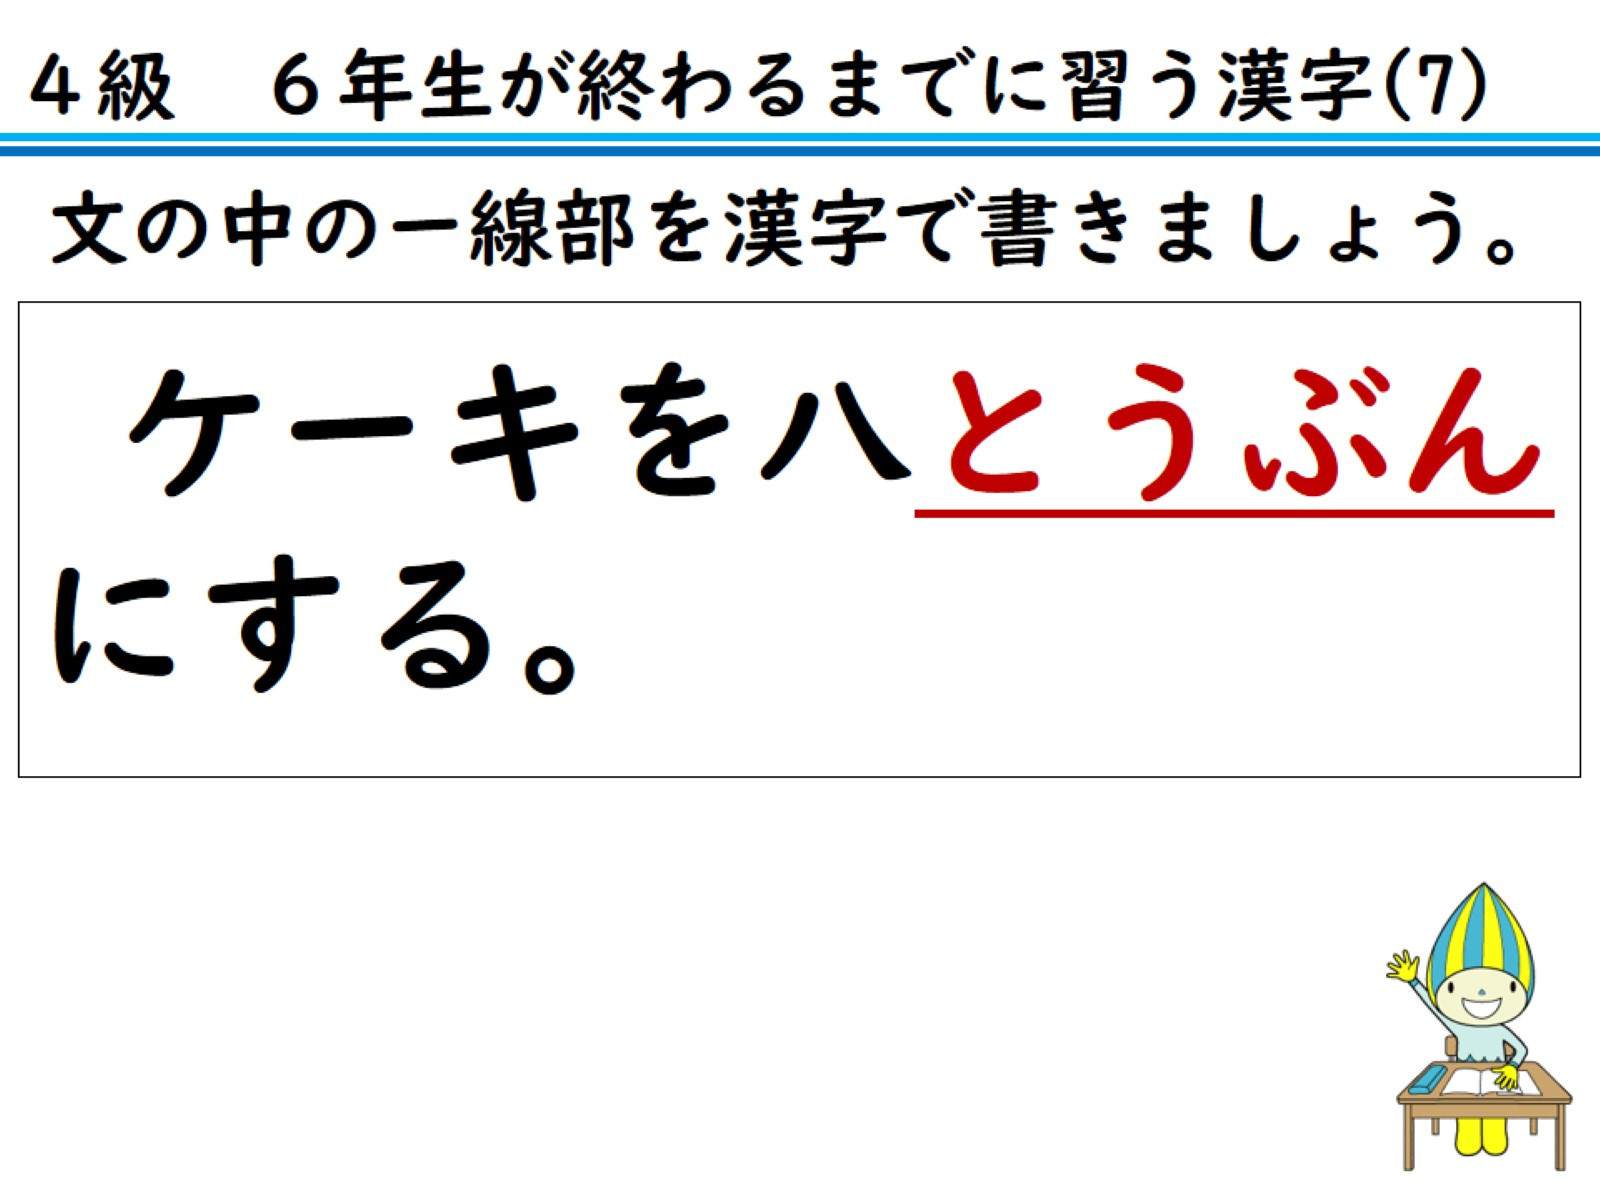 ４級　６年生が終わるまでに習う漢字(7)
文の中の－線部を漢字で書きましょう。
ケーキを八とうぶん
にする。